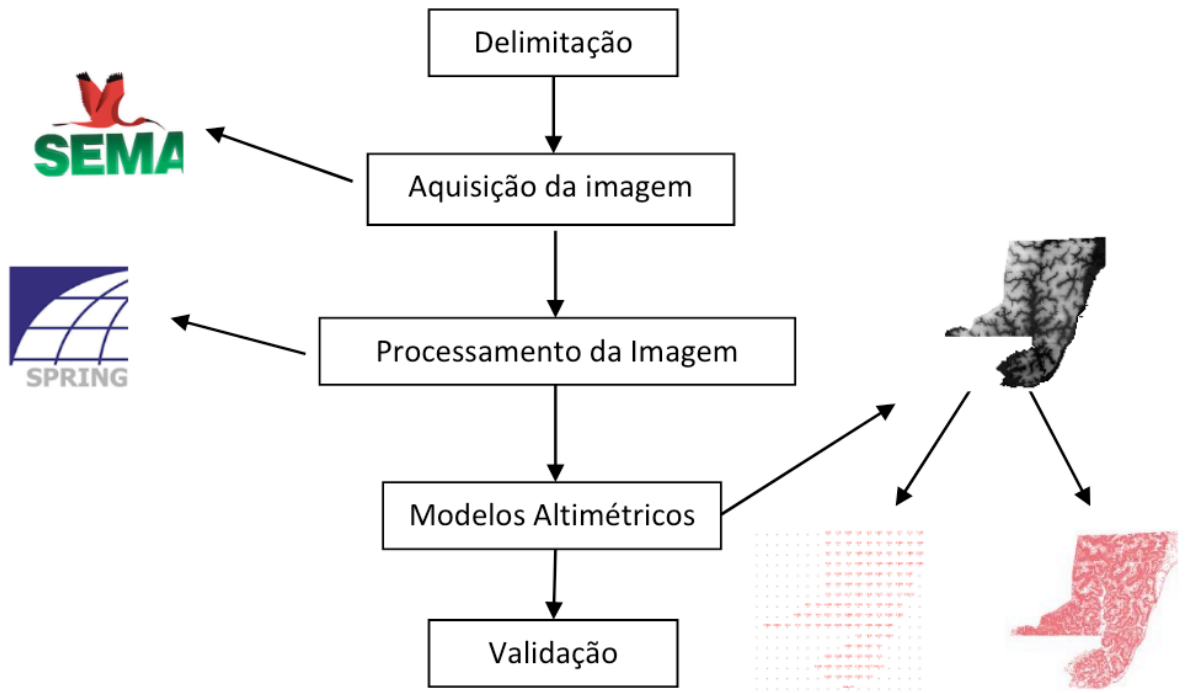 Delimitação
SEMA
Aquisição da imagem
SPRING
Processamento da Imagem
Modelos Altimétricos
Validação